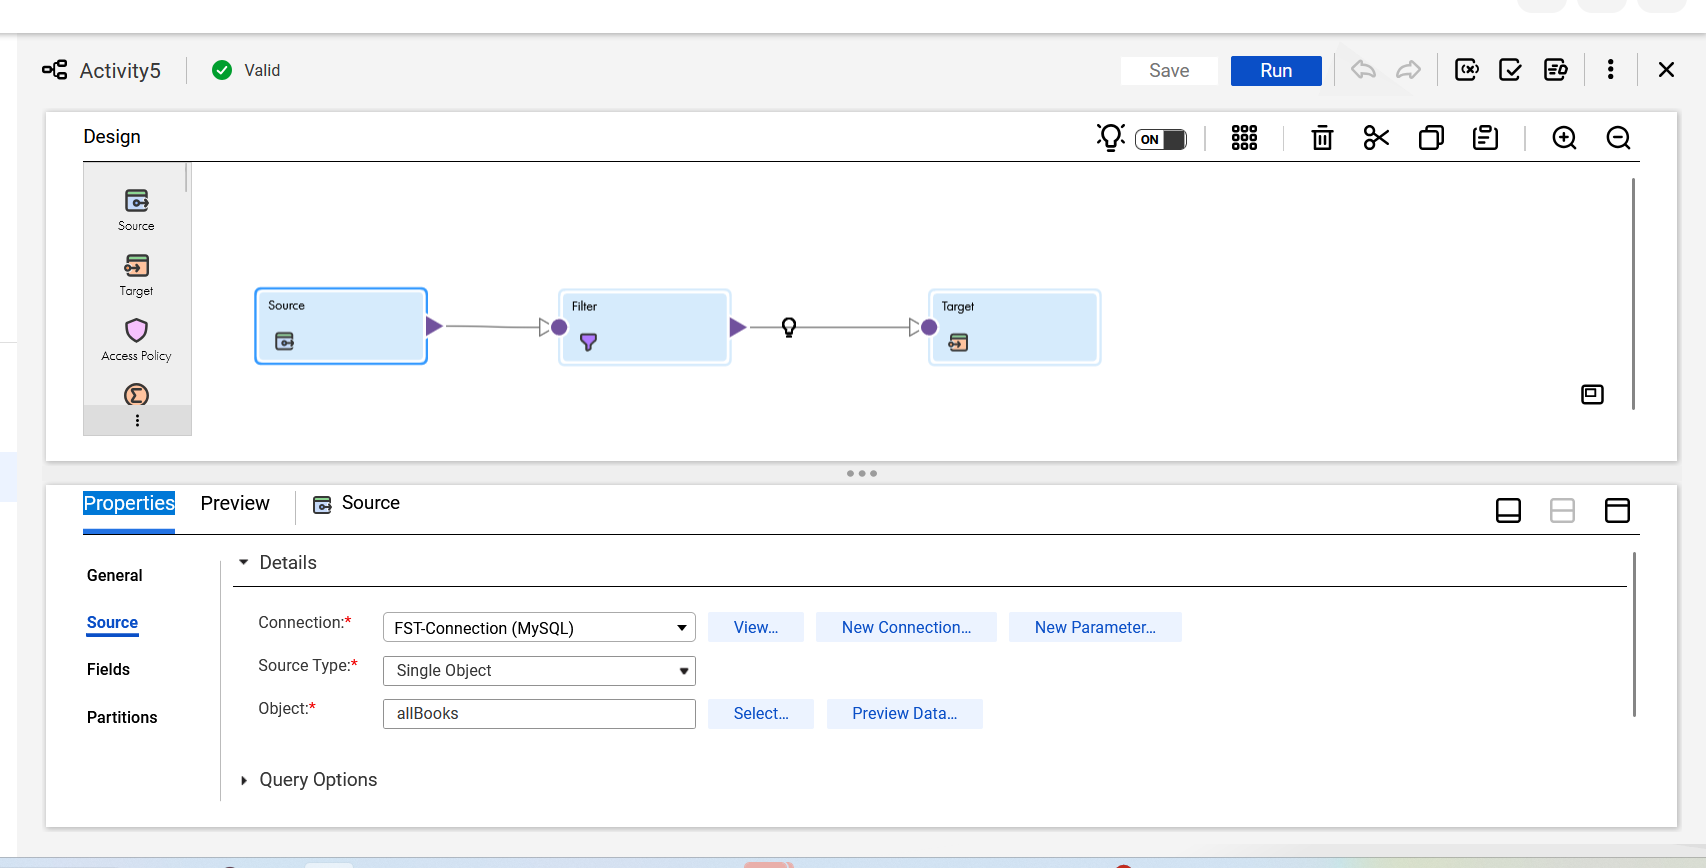 Activity5
Valid
Save
Run
Design
ON
Source
Target
Access Policy
Source
Filter
Target
Properties
Preview
Source
General
Source
Fields
Partitions
Details
Connection:*
FST-Connection (MySQL)
View...
New Connection...
New Parameter...
Source Type:*
Single Object
Object:*
allBooks
Select...
Preview Data...
Query Options